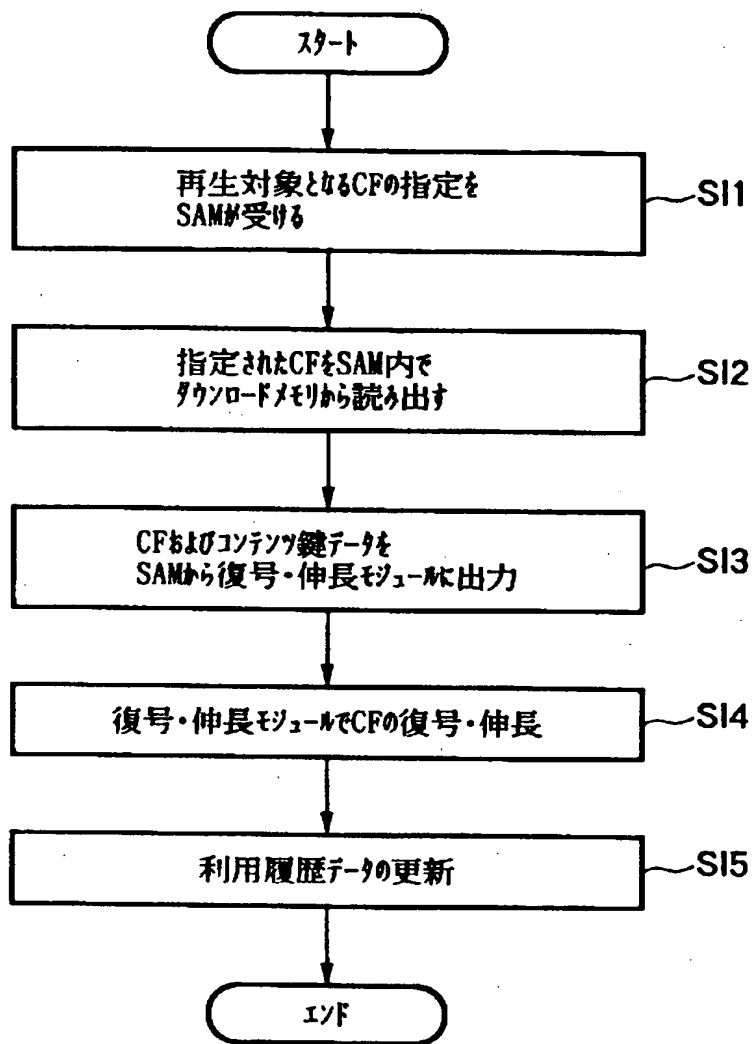 スタート
再生対象となるCFの指定を
SAMが受ける
SI1
指定されたCFをSAM内で
ダウンロードメモリから読み出す
SI2
CFおよびコンテンツ鍵データを
SAMから復号・伸長モジュールに出力
SI3
復号・伸長モジュールでCFの復号・伸長
SI4
利用履歴データの更新
SI5
エンド